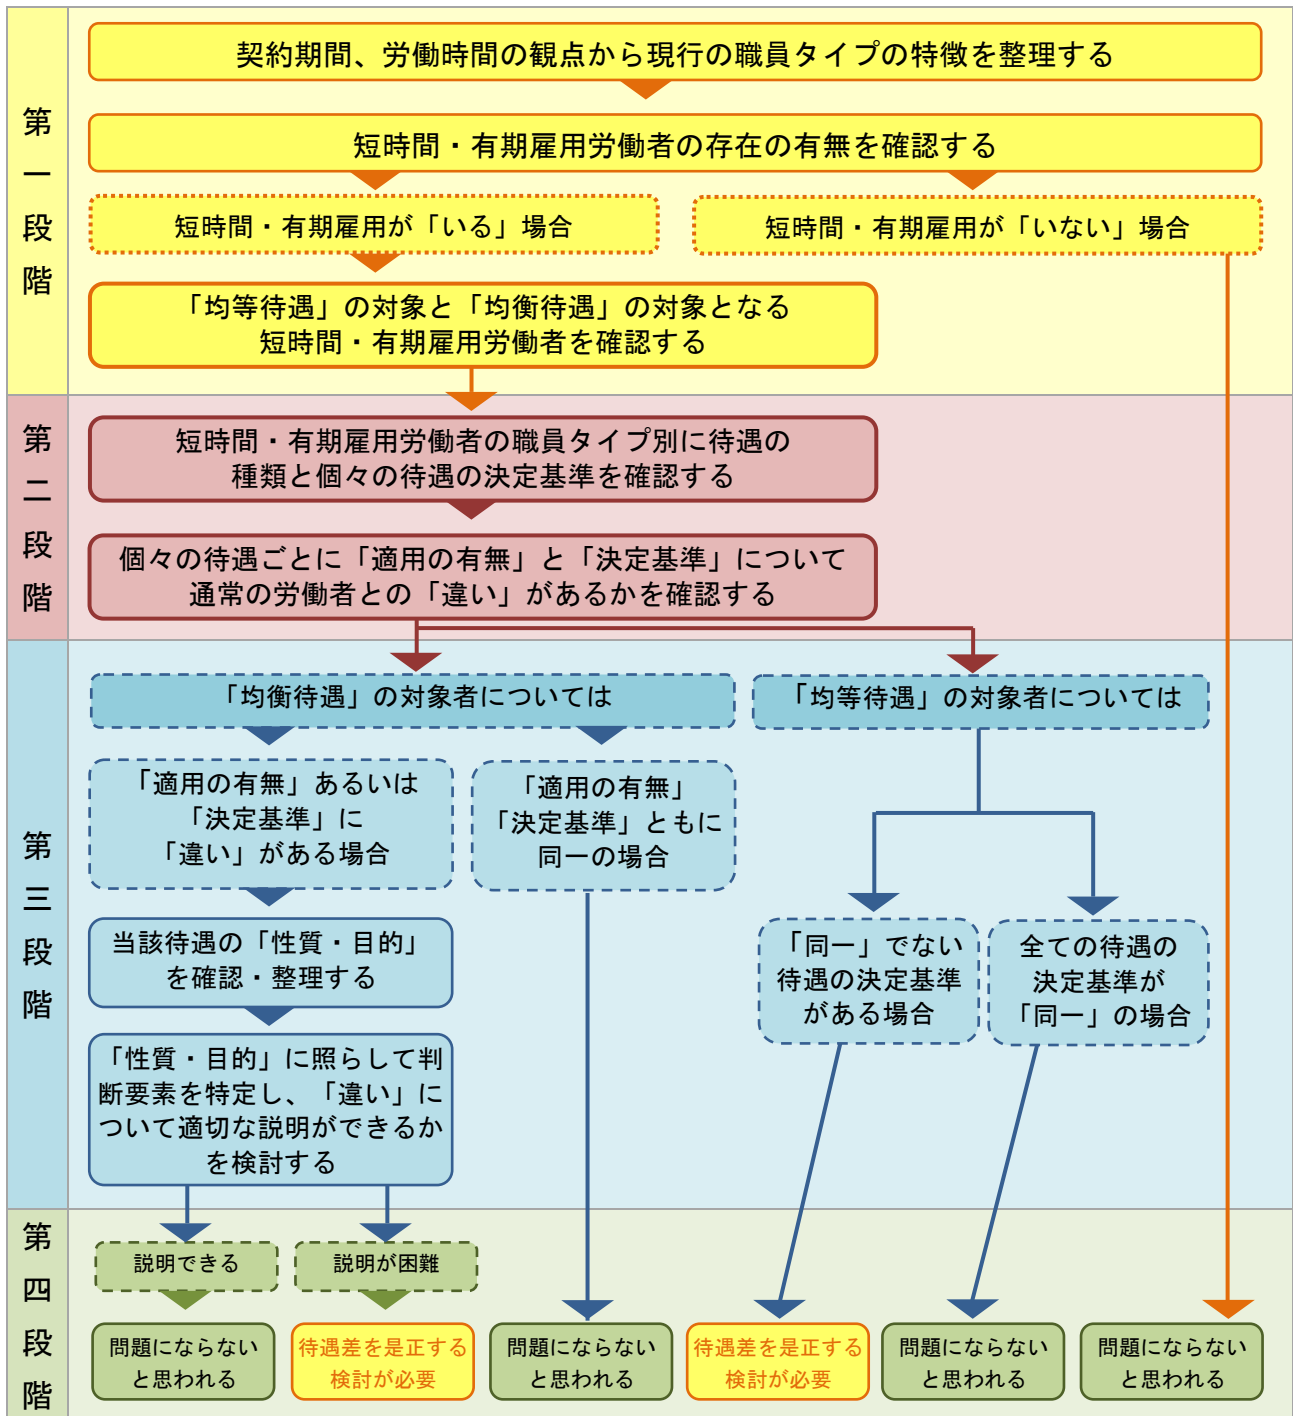 第一段階
契約期間、労働時間の観点から現行の職員タイプの特徴を整理する
短時間・有期雇用労働者の存在の有無を確認する
短時間・有期雇用が「いる」場合
短時間・有期雇用が「いない」場合
「均等待遇」の対象と「均衡待遇」の対象となる
短時間・有期雇用労働者を確認する
第二段階
短時間・有期雇用労働者の職員タイプ別に待遇の
種類と個々の待遇の決定基準を確認する
個々の待遇ごとに「適用の有無」と「決定基準」について
通常の労働者との「違い」があるかを確認する
第三段階
「均衡待遇」の対象者については
「均等待遇」の対象者については
「適用の有無」あるいは
「決定基準」に
「違い」がある場合
「適用の有無」
「決定基準」ともに
同一の場合
当該待遇の「性質・目的」
を確認・整理する
「同一」でない
待遇の決定基準
がある場合
全ての待遇の
決定基準が
「同一」の場合
「性質・目的」に照らして判
断要素を特定し、「違い」に
ついて適切な説明ができるか
を検討する
第四段階
説明できる
説明が困難
問題にならない
と思われる
待遇差を是正する
検討が必要
問題にならない
と思われる
待遇差を是正する
検討が必要
問題にならない
と思われる
問題にならない
と思われる